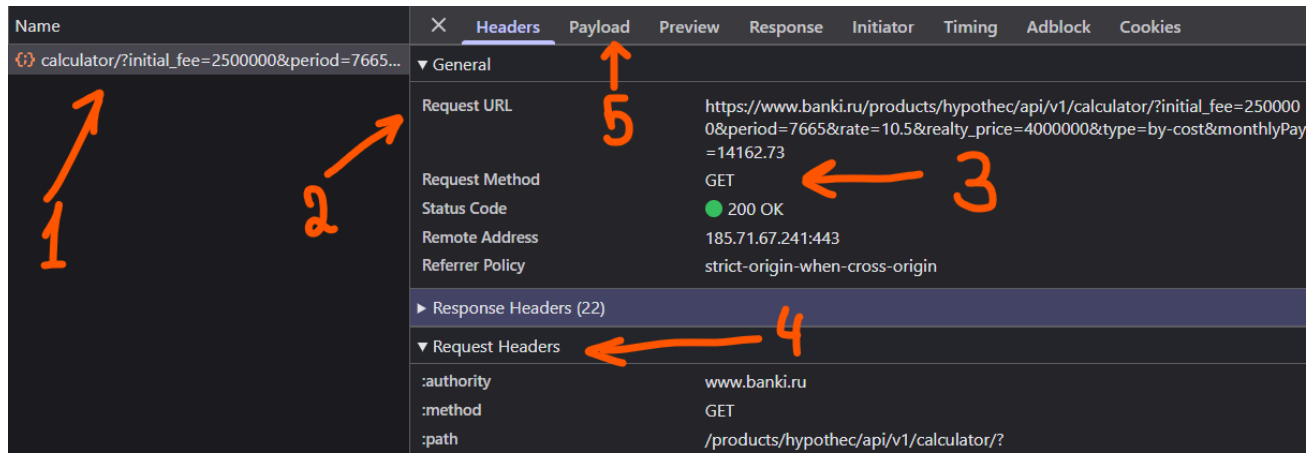 Name
calculator/?initial_fee=2500000&period=7665...
Headers Payload Preview Response Initiator Timing Adblock Cookies
General
Request URL
https://www.banki.ru/products/hypothec/api/v1/calculator/?initial_fee=250000
0&period=7665&rate=10.5&realty_price=4000000&type=by-cost&monthlyPay
=14162.73
Request Method GET
Status Code 200 OK
Remote Address 185.71.67.241:443
Referrer Policy strict-origin-when-cross-origin
Response Headers (22)
Request Headers
:authority www.banki.ru
:method GET
:path /products/hypothec/api/v1/calculator/?
1
2
3
4
5